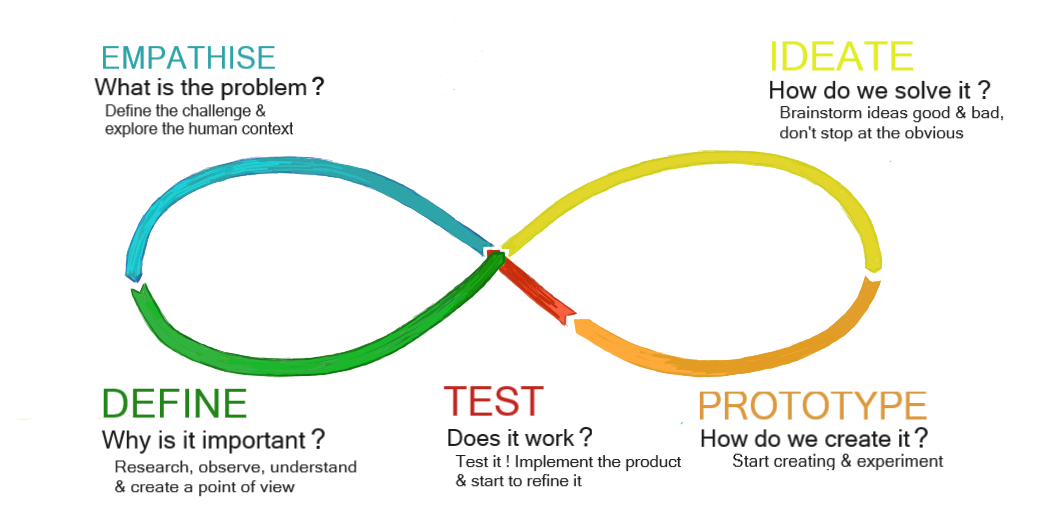 EMPATHISE
What is the problem ?
Define the challenge &
explore the human context
IDEATE
How do we solve it ?
Brainstorm ideas good & bad,
don't stop at the obvious
DEFINE
Why is it important ?
Research, observe, understand
& create a point of view
TEST
Does it work ?
Test it ! Implement the product
& start to refine it
PROTOTYPE
How do we create it ?
Start creating & experiment